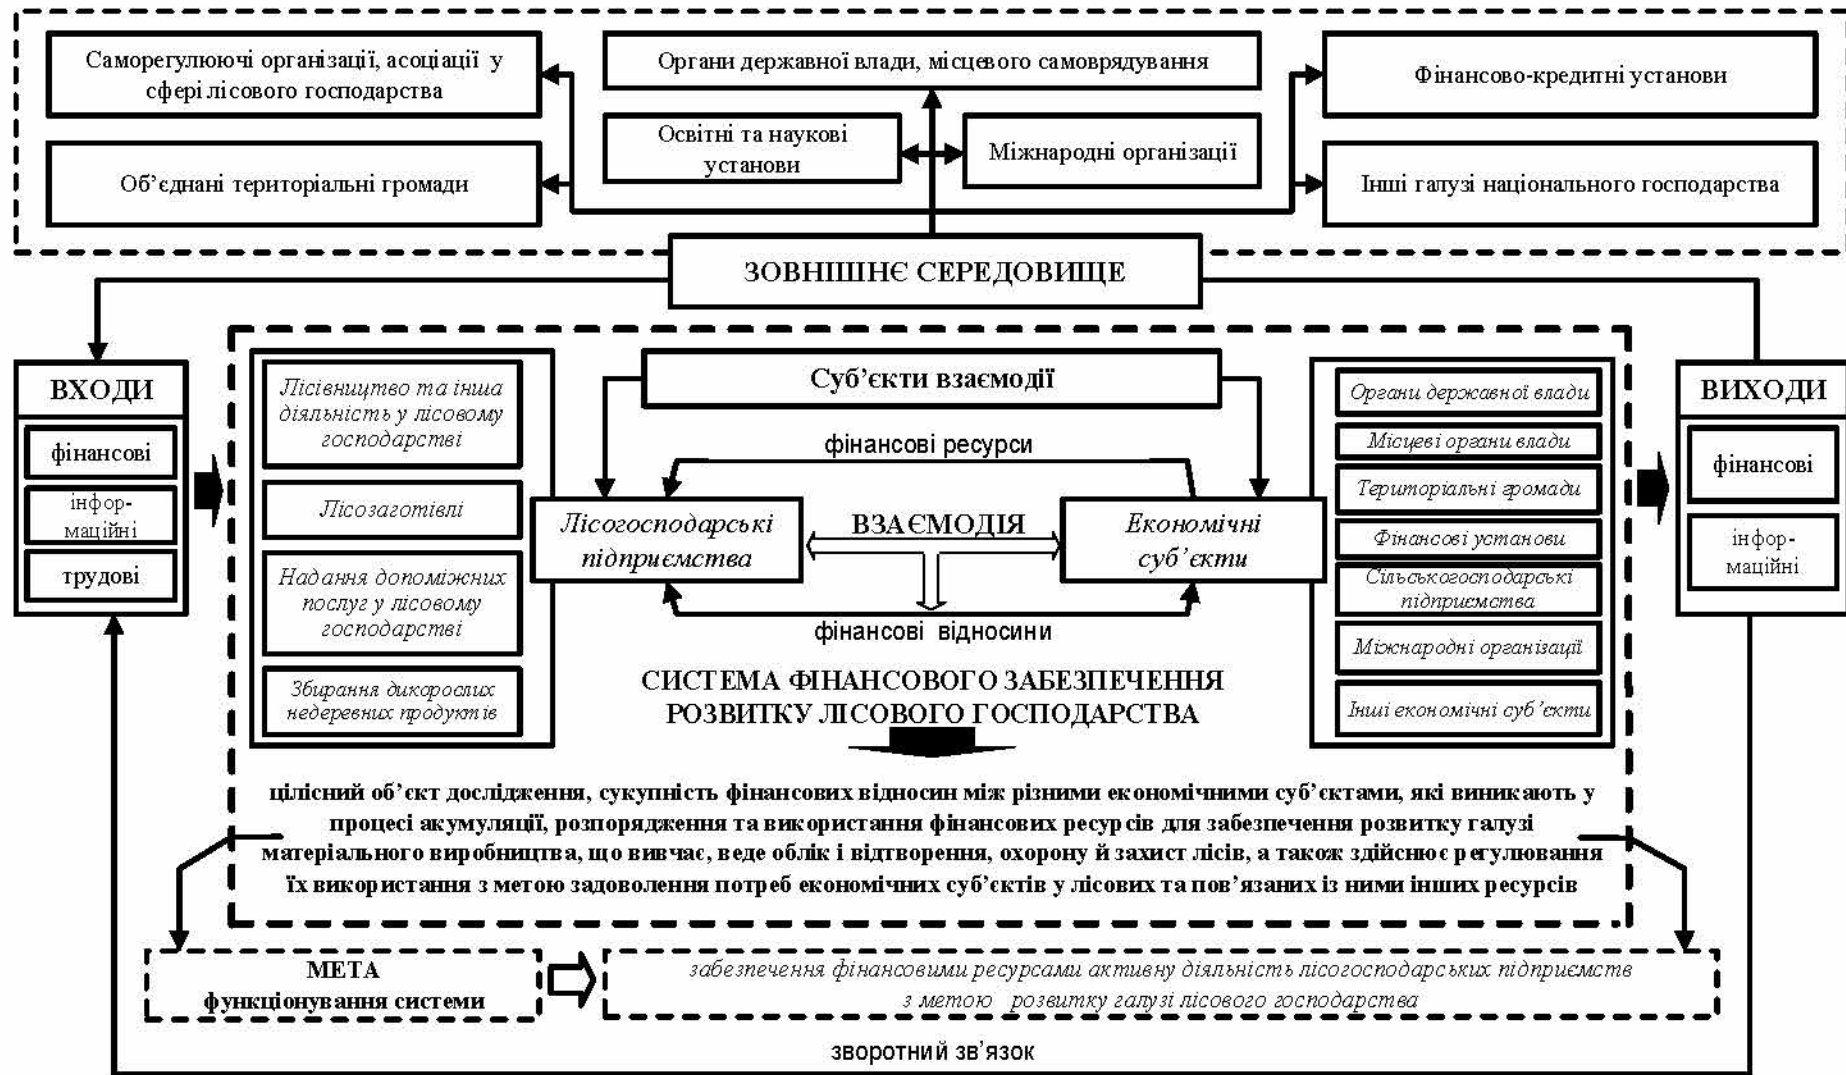 Саморегулюючі організації, асоціації у
сфері лісового господарства
Органи державної влади, місцевого самоврядування
Фінансово-кредитні установи
Освітні та наукові
установи
Міжнародні організації
Об’єднані територіальні громади
Інші галузі національного господарства
ЗОВНІШНЄ СЕРЕДОВИЩЕ
ВХОДИ
фінансові
інфор-
маційні
трудові
Лісівництво та інша
діяльність у лісовому
господарстві
Лісозаготівлі
Надання допоміжних
послуг у лісовому
господарстві
Збирання дикорослих
недеревних продуктів
Суб’єкти взаємодії
фінансові ресурси
Лісогосподарські
підприємства
ВЗАЄМОДІЯ
Економічні
суб’єкти
фінансові відносини
Органи державної влади
Місцеві органи влади
Територіальні громади
Фінансові установи
Сільськогосподарські
підприємства
Міжнародні організації
Інші економічні суб’єкти
ВИХОДИ
фінансові
інфор-
маційні
СИСТЕМА ФІНАНСОВОГО ЗАБЕЗПЕЧЕННЯ
РОЗВИТКУ ЛІСОВОГО ГОСПОДАРСТВА
цілісний об’єкт дослідження, сукупність фінансових відносин між різними економічними суб’єктами, які виникають у
процесі акумуляції, розпорядження та використання фінансових ресурсів для забезпечення розвитку галузі
матеріального виробництва, що вивчає, веде облік і відтворення, охорону й захист лісів, а також здійснює регулювання
їх використання з метою задоволення потреб економічних суб’єктів у лісових та пов’язаних із ними інших ресурсів
МЕТА
функціонування системи
забезпечення фінансовими ресурсами активну діяльність лісогосподарських підприємств
з метою розвитку галузі лісового господарства
зворотний зв’язок